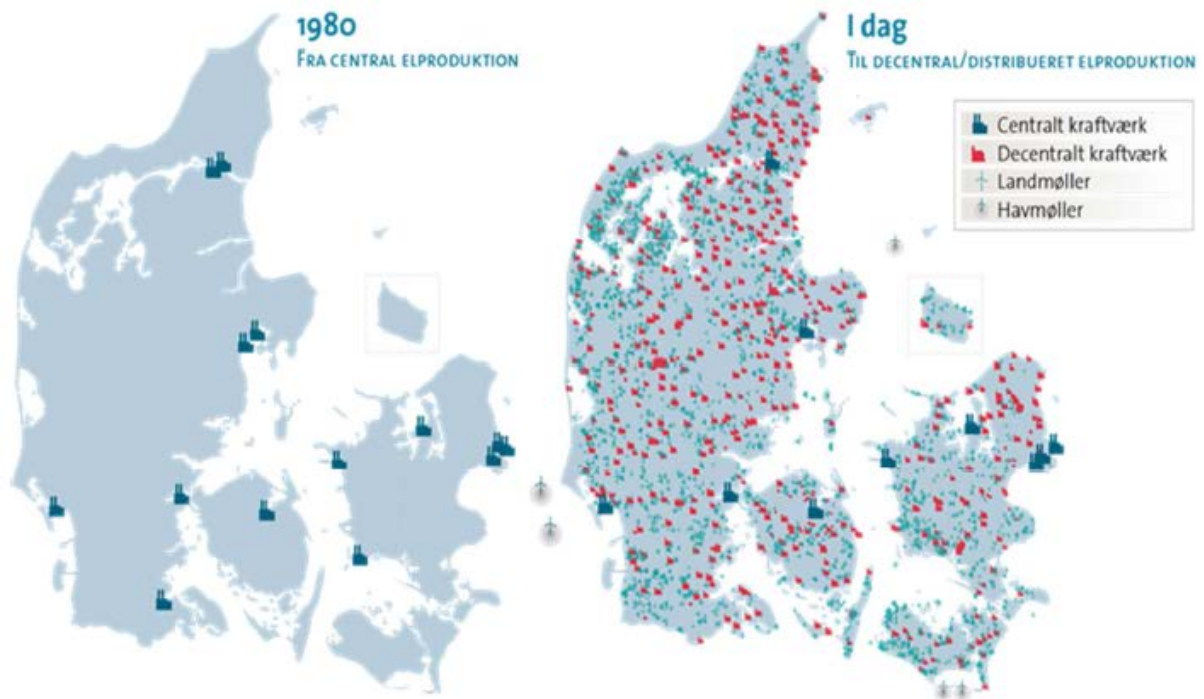 1980
FRA CENTRAL ELPRODUKTION
I dag
TIL DECENTRAL/DISTRIBUERET ELPRODUKTION
Centralt kraftværk
Decentralt kraftværk
Landmøller
Havmøller